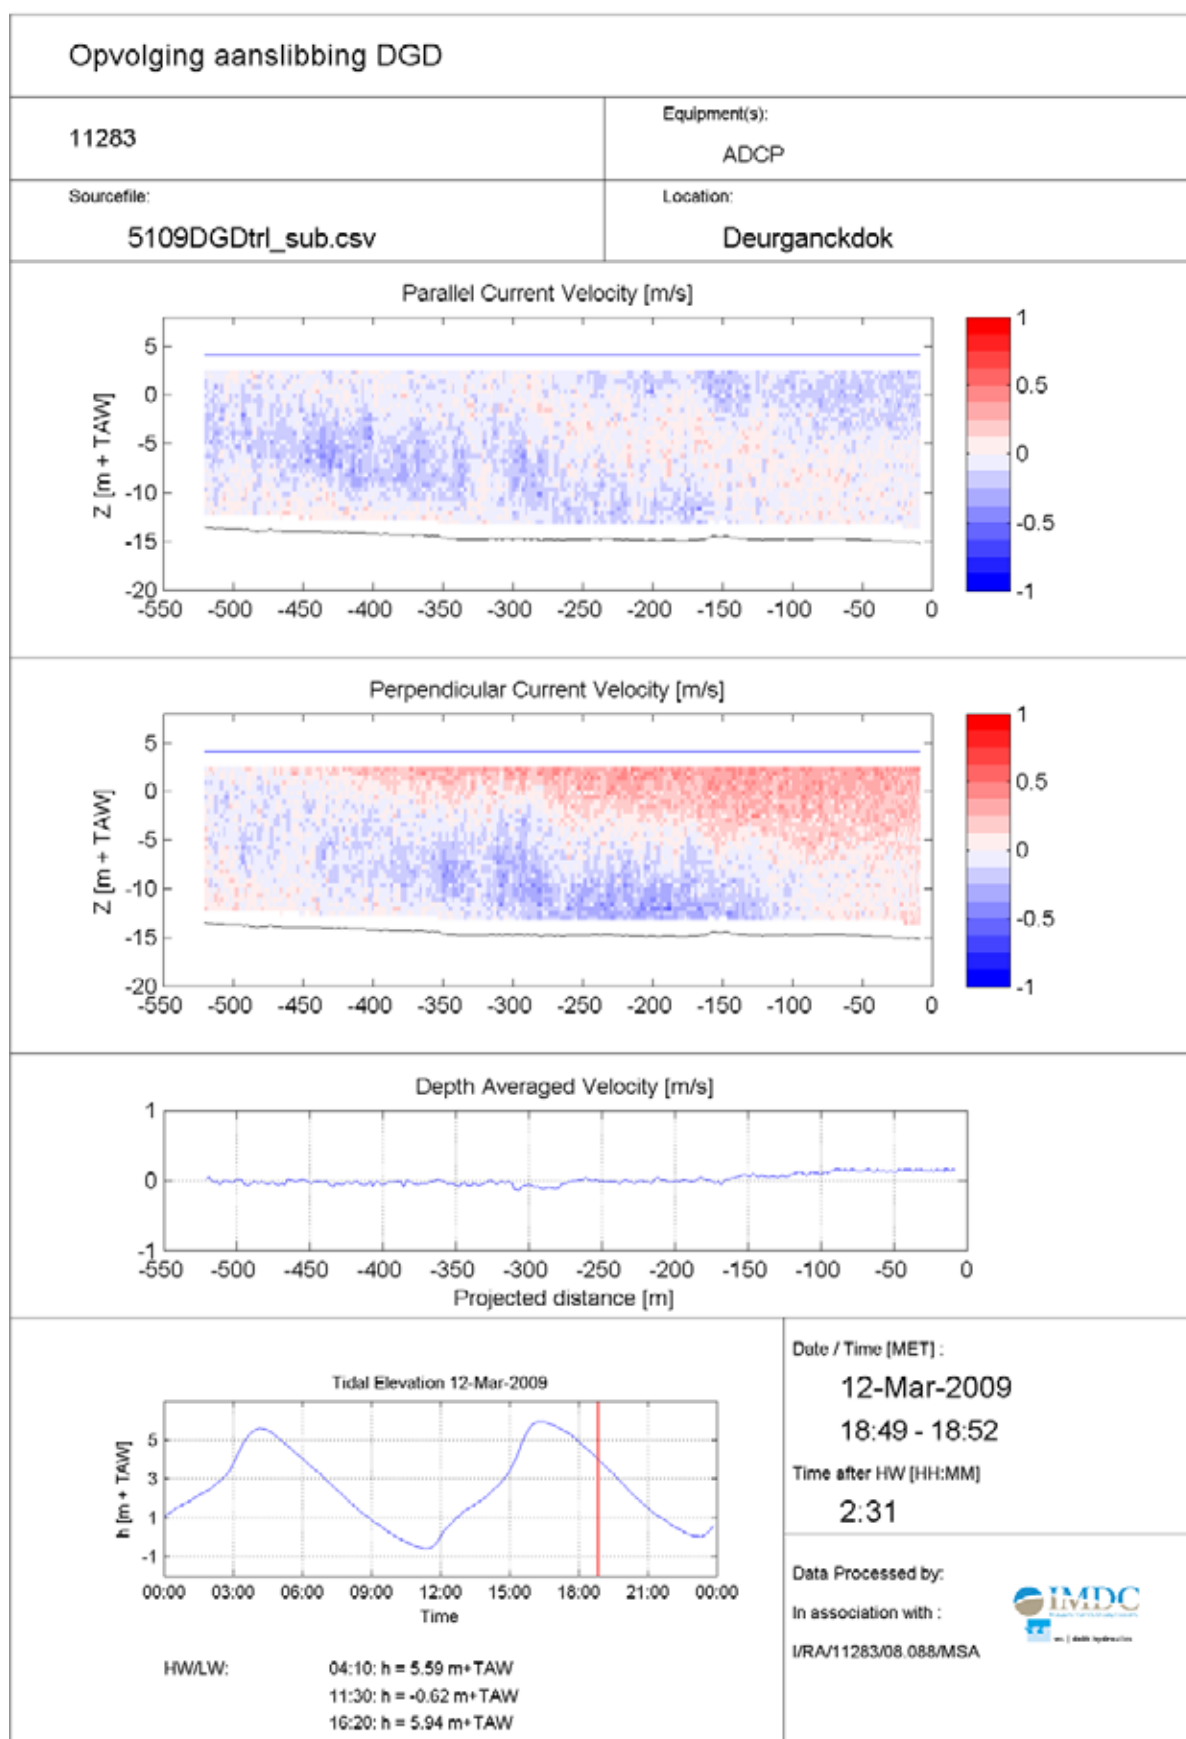 Opvolging aanslibbing DGD
11283
Equipment(s):
ADCP
Sourcefile:
5109DGDtrl_sub.csv
Location:
Deurganckdok
Parallel Current Velocity [m/s]
Z [m + TAW]
5
0
-5
-10
-15
-20
-550 -500 -450 -400 -350 -300 -250 -200 -150 -100 -50 0
1
0.5
0
-0.5
-1
Perpendicular Current Velocity [m/s]
Z [m + TAW]
5
0
-5
-10
-15
-20
-550 -500 -450 -400 -350 -300 -250 -200 -150 -100 -50 0
1
0.5
0
-0.5
-1
Depth Averaged Velocity [m/s]
1
0
-1
-550 -500 -450 -400 -350 -300 -250 -200 -150 -100 -50 0
Projected distance [m]
Tidal Elevation 12-Mar-2009
h [m + TAW]
5
3
1
-1
00:00 03:00 06:00 09:00 12:00 15:00 18:00 21:00 00:00
Time
HW/LW:
04:10: h = 5.59 m+TAW
11:30: h = -0.62 m+TAW
16:20: h = 5.94 m+TAW
Date / Time [MET] :
12-Mar-2009
18:49 - 18:52
Time after HW [HH:MM]
2:31
Data Processed by:
In association with :
I/RA/11283/08.088/MSA
IMDC
wl | delft hydraulics